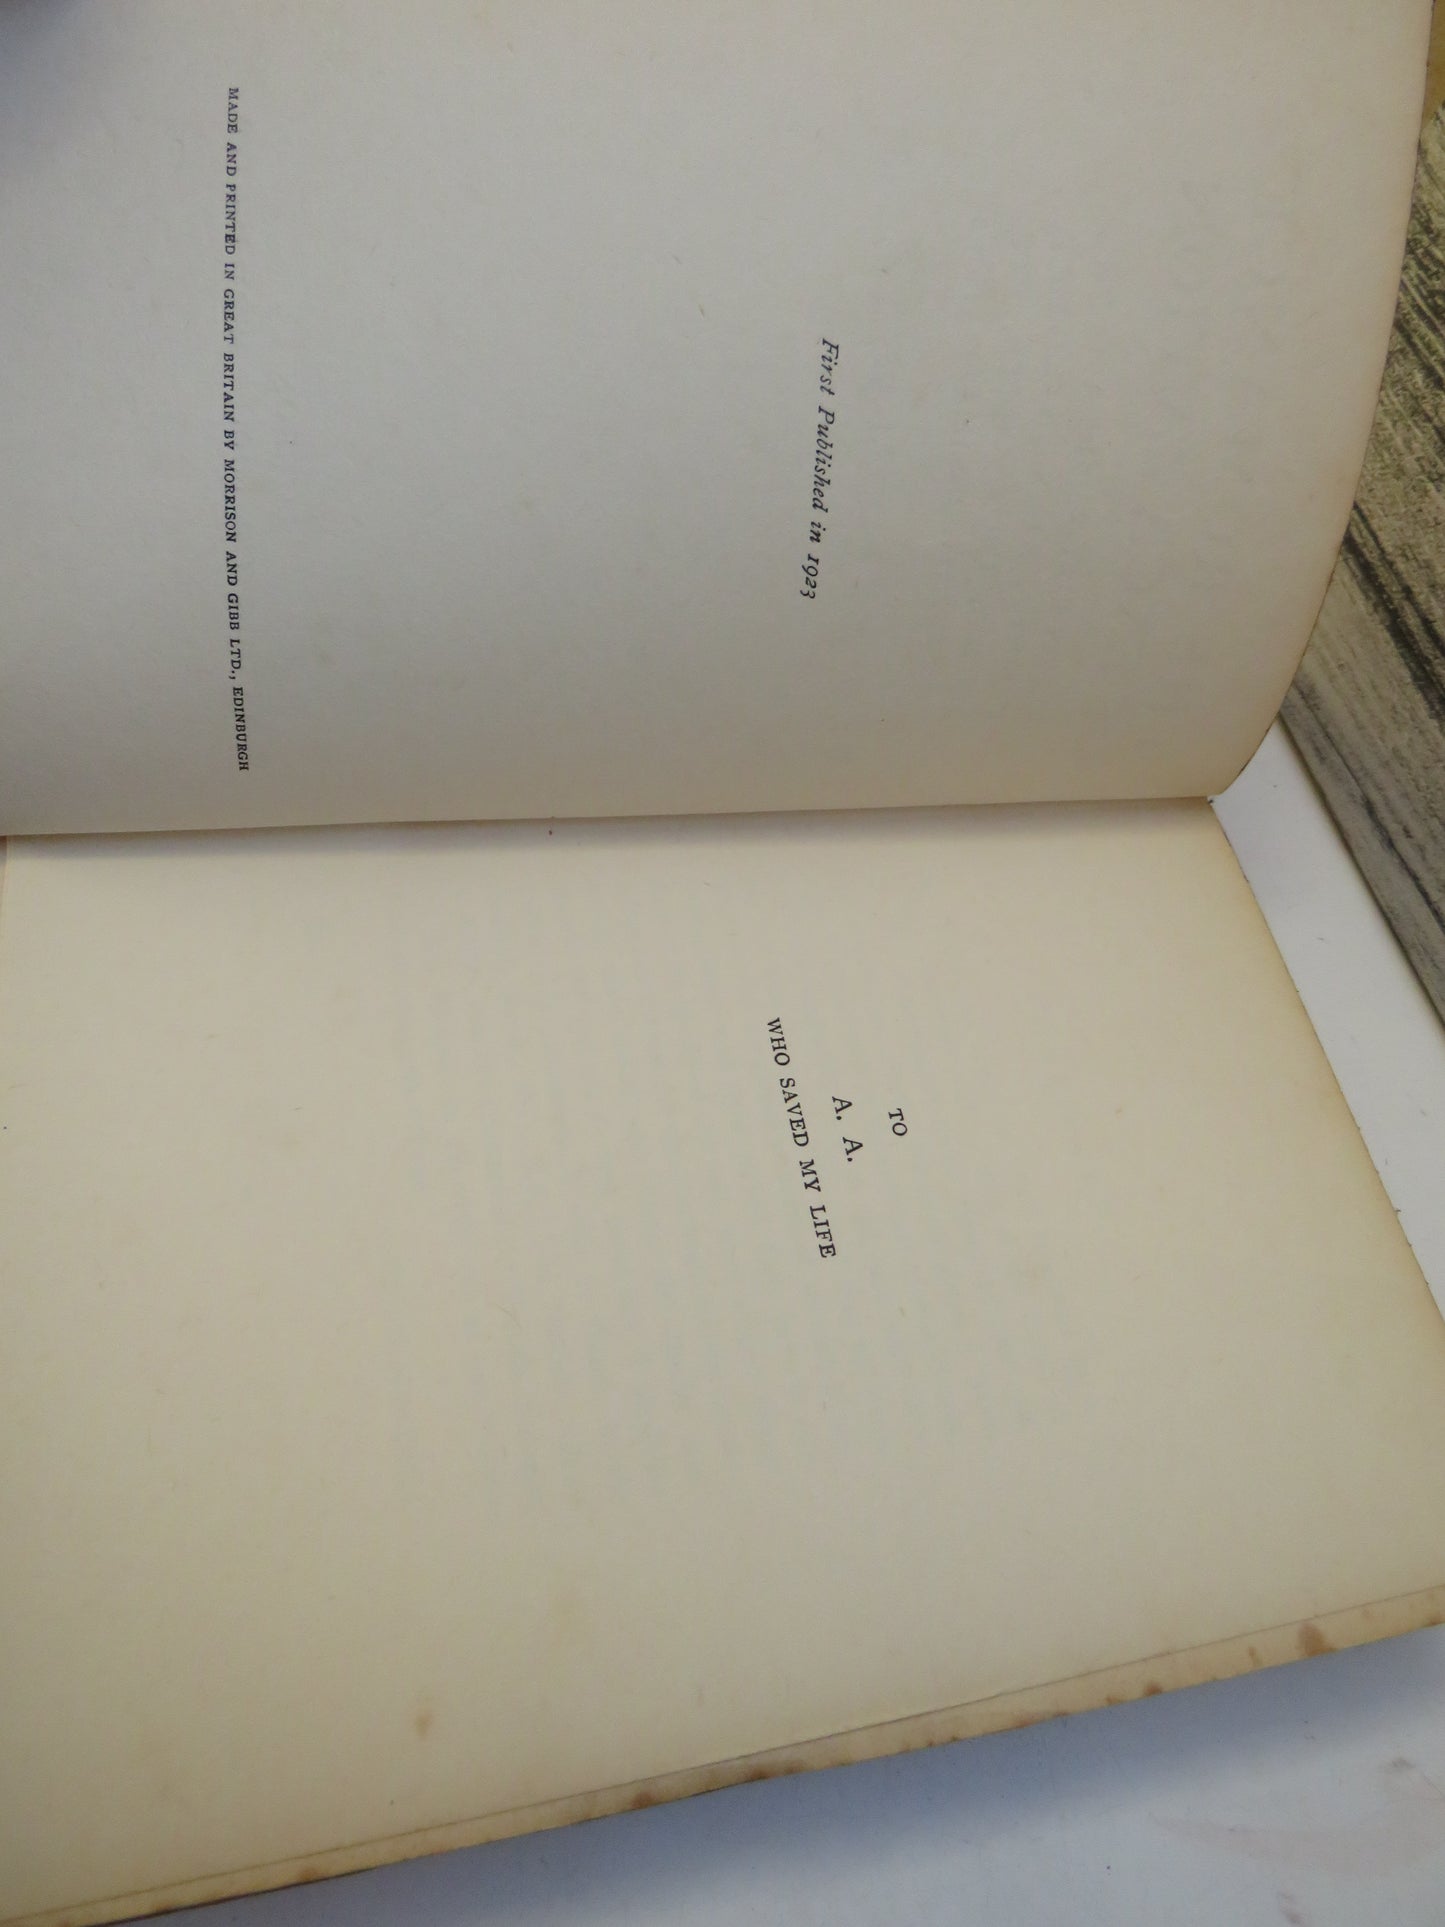 First Published in 1923
MADE AND PRINTED IN GREAT BRITAIN BY MORRISON AND GIBB LTD., EDINBURGH
TO
A. A.
WHO SAVED MY LIFE